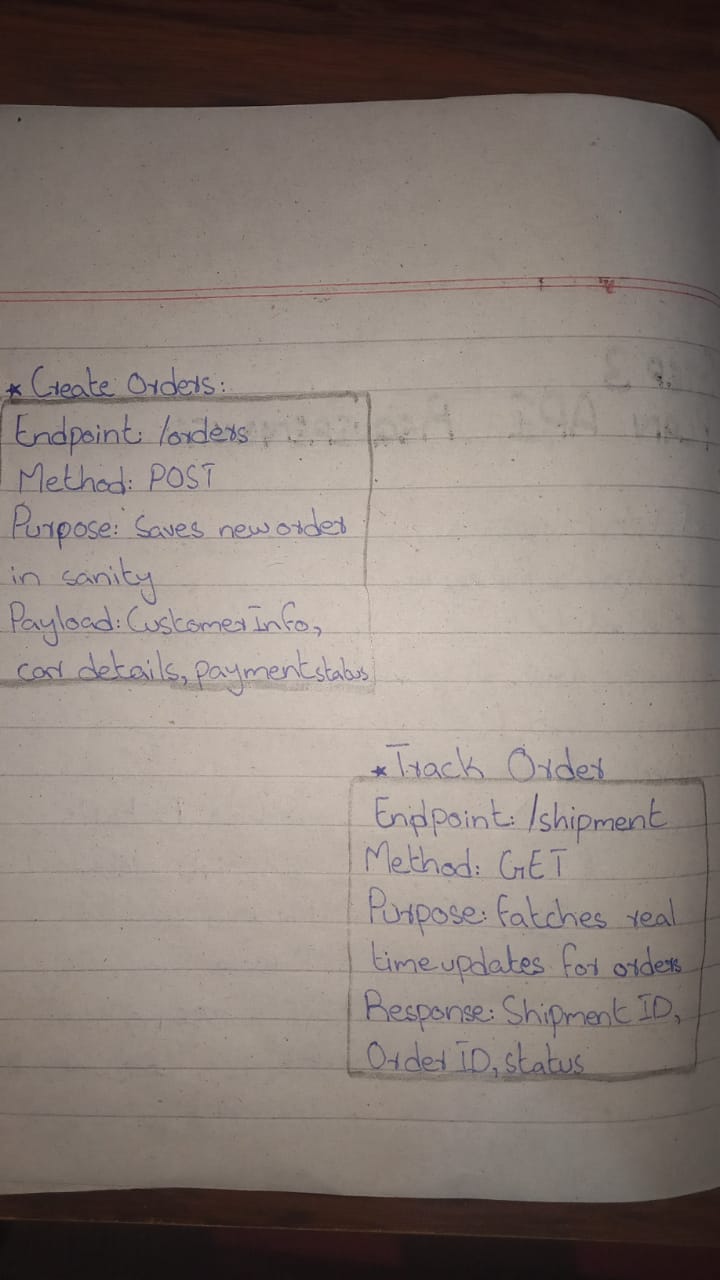 * Create Orders:
Endpoint: /orders
Method: POST
Purpose: Saves new order
in sanity
Payload: Customer Info,
cart details, payment status
* Track Order
Endpoint: /shipment
Method: GET
Purpose: fatches real
time updates for orders
Response: Shipment ID,
Order ID, status